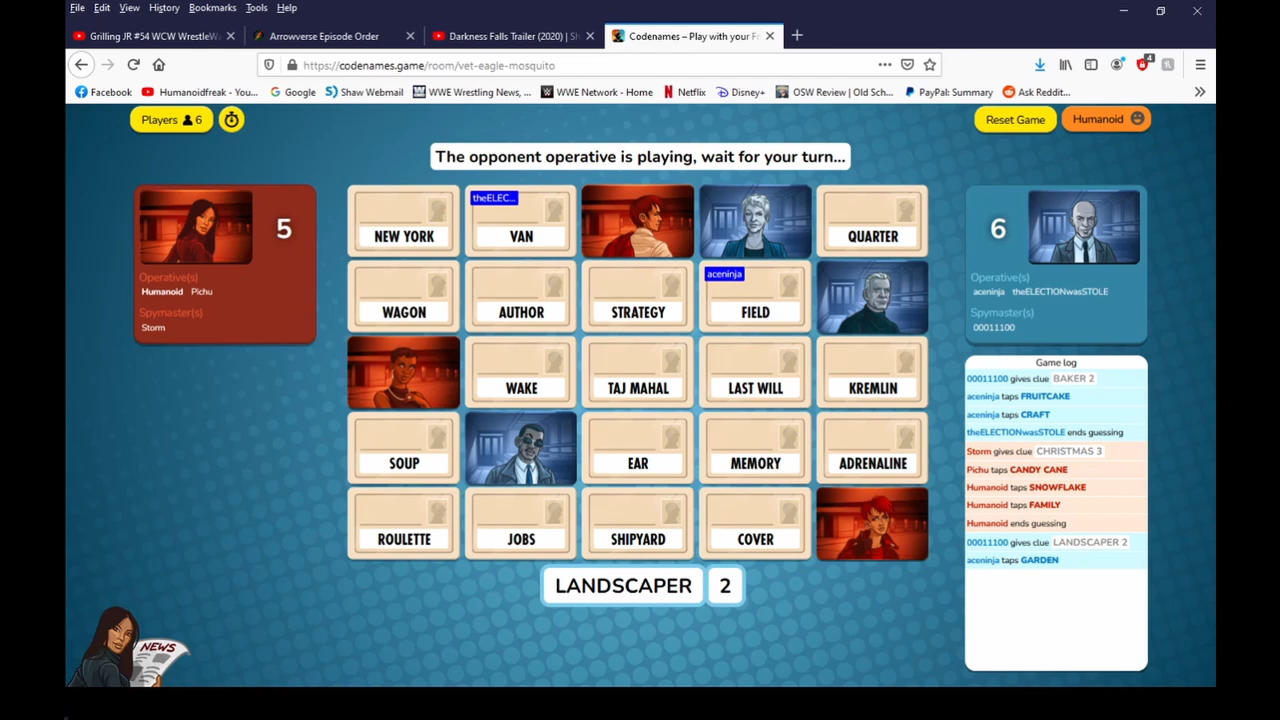 File Edit View History Bookmarks Tools Help
Grilling JR #54 WCW WrestleWa
Arrowverse Episode Order
Darkness Falls Trailer (2020) | Sh
Codenames – Play with your Fr
https://codenames.game/room/vet-eagle-mosquito
4
Facebook Humanoidfreak - You... Google Shaw Webmail WWE Wrestling News, ... WWE Network - Home Netflix Disney+ OSW Review | Old Sch... PayPal: Summary Ask Reddit...
Players 6
Reset Game
Humanoid
The opponent operative is playing, wait for your turn...
5
Operative(s)
Humanoid Pichu
Spymaster(s)
Storm
NEW YORK
theELEC...
VAN
QUARTER
WAGON
AUTHOR
STRATEGY
aceninja
FIELD
WAKE
TAJ MAHAL
LAST WILL
KREMLIN
SOUP
EAR
MEMORY
ADRENALINE
ROULETTE
JOBS
SHIPYARD
COVER
LANDSCAPER 2
NEWS
6
Operative(s)
aceninja theELECTIONwasSTOLE
Spymaster(s)
00011100
Game log
00011100 gives clue BAKER 2
aceninja taps FRUITCAKE
aceninja taps CRAFT
theELECTIONwasSTOLE ends guessing
Storm gives clue CHRISTMAS 3
Pichu taps CANDY CANE
Humanoid taps SNOWFLAKE
Humanoid taps FAMILY
Humanoid ends guessing
00011100 gives clue LANDSCAPER 2
aceninja taps GARDEN